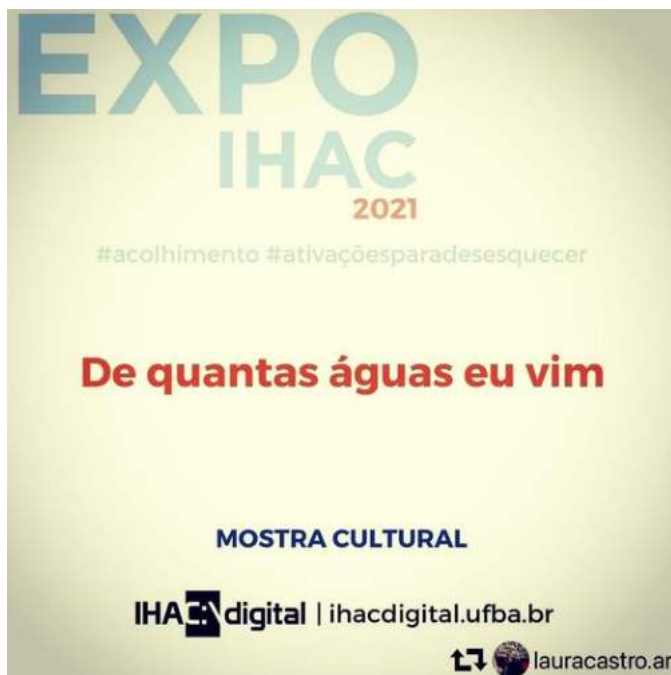 EXPO
IHAC
2021
#acolhimento #ativaçõesparadesesquecer
De quantas águas eu vim
MOSTRA CULTURAL
IHAC:\digital | ihacdigital.ufba.br
lauracastro.ar